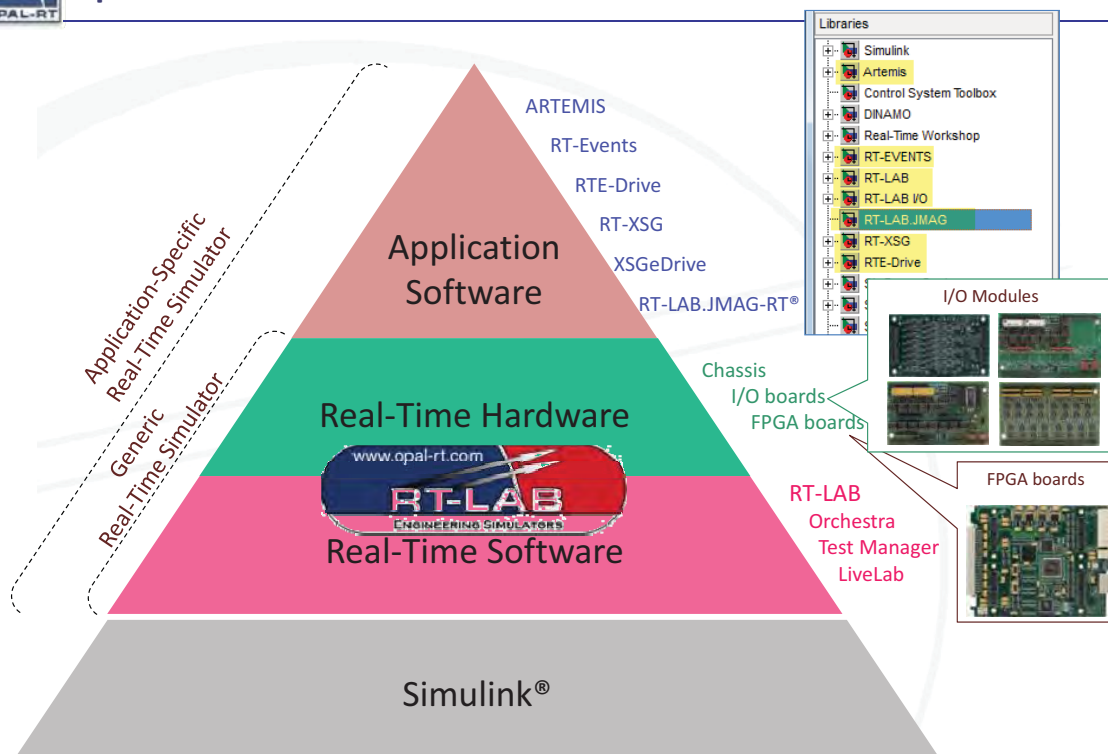 OPAL-RT
Libraries
Simulink
Artemis
Control System Toolbox
DINAMO
Real-Time Workshop
RT-EVENTS
RT-LAB
RT-LAB I/O
RT-LAB.JMAG
RT-XSG
RTE-Drive
ARTEMIS
RT-Events
RTE-Drive
RT-XSG
XSGeDrive
RT-LAB.JMAG-RT®
Application
Software
Application-Specific
Real-Time Simulator
Generic
Real-Time Simulator
I/O Modules
Chassis
I/O boards
FPGA boards
Real-Time Hardware
www.opal-rt.com
RT-LAB
ENGINEERING SIMULATORS
Real-Time Software
FPGA boards
RT-LAB
Orchestra
Test Manager
LiveLab
Simulink®